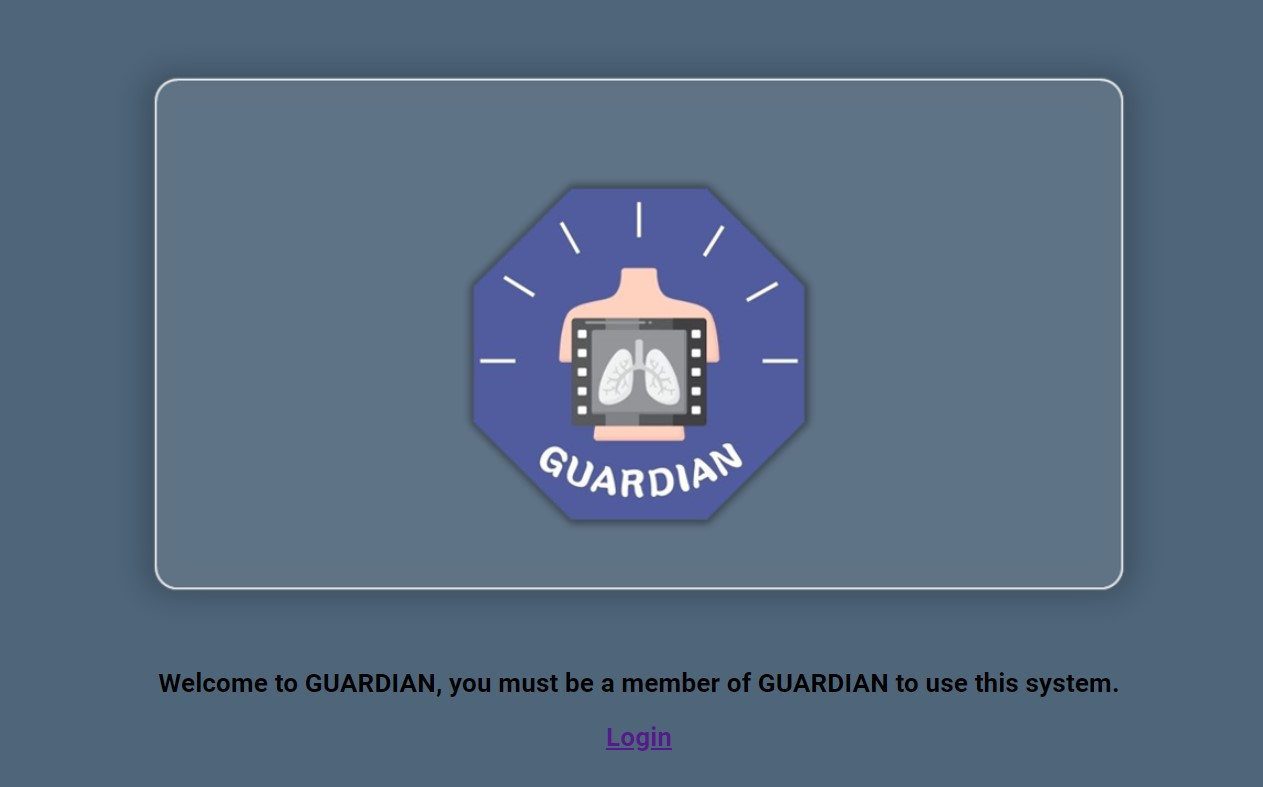 GUARDIAN
Welcome to GUARDIAN, you must be a member of GUARDIAN to use this system.
Login